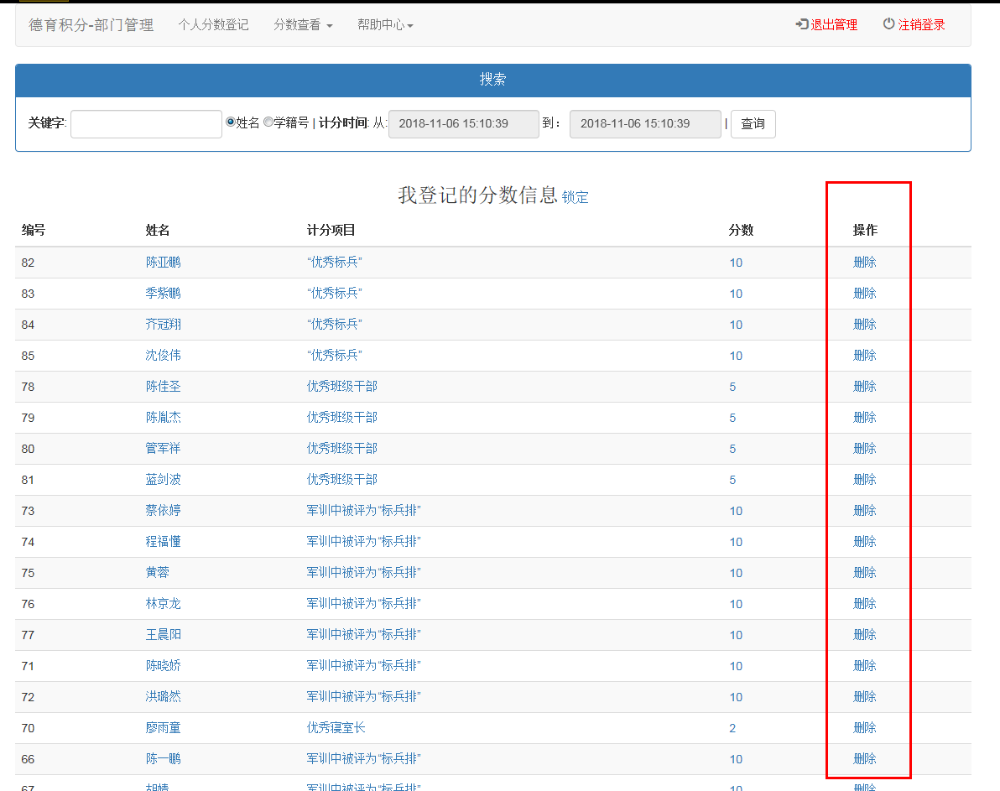 德育积分-部门管理 个人分数登记 分数查看 帮助中心 退出管理 注销登录
搜索
关键字: 姓名 学籍号 | 计分时间: 从: 2018-11-06 15:10:39 到： 2018-11-06 15:10:39 | 查询
我登记的分数信息 锁定
编号 姓名 计分项目 分数 操作
82 陈亚鹏 “优秀标兵” 10 删除
83 季紫鹏 “优秀标兵” 10 删除
84 齐冠翔 “优秀标兵” 10 删除
85 沈俊伟 “优秀标兵” 10 删除
78 陈佳圣 优秀班级干部 5 删除
79 陈胤杰 优秀班级干部 5 删除
80 管军祥 优秀班级干部 5 删除
81 蓝剑波 优秀班级干部 5 删除
73 蔡依婷 军训中被评为“标兵排” 10 删除
74 程福懂 军训中被评为“标兵排” 10 删除
75 黄蓉 军训中被评为“标兵排” 10 删除
76 林京龙 军训中被评为“标兵排” 10 删除
77 王晨阳 军训中被评为“标兵排” 10 删除
71 陈晓娇 军训中被评为“标兵排” 10 删除
72 洪璐然 军训中被评为“标兵排” 10 删除
70 廖雨童 优秀寝室长 2 删除
66 陈一鹏 军训中被评为“标兵排” 10 删除
67 胡婧 军训中被评为“标兵排” 10 删除